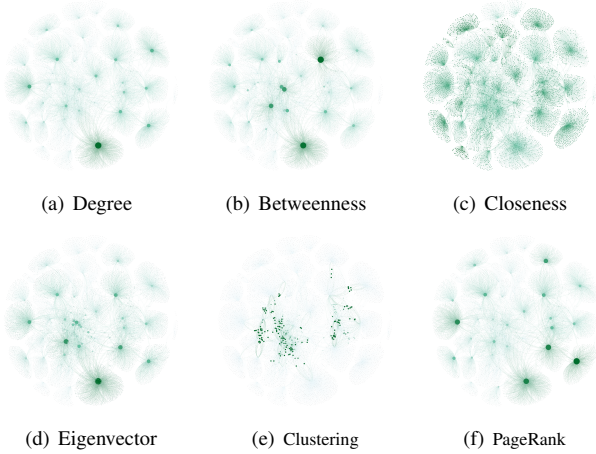 (a) Degree
(b) Betweenness
(c) Closeness
(d) Eigenvector
(e) Clustering
(f) PageRank